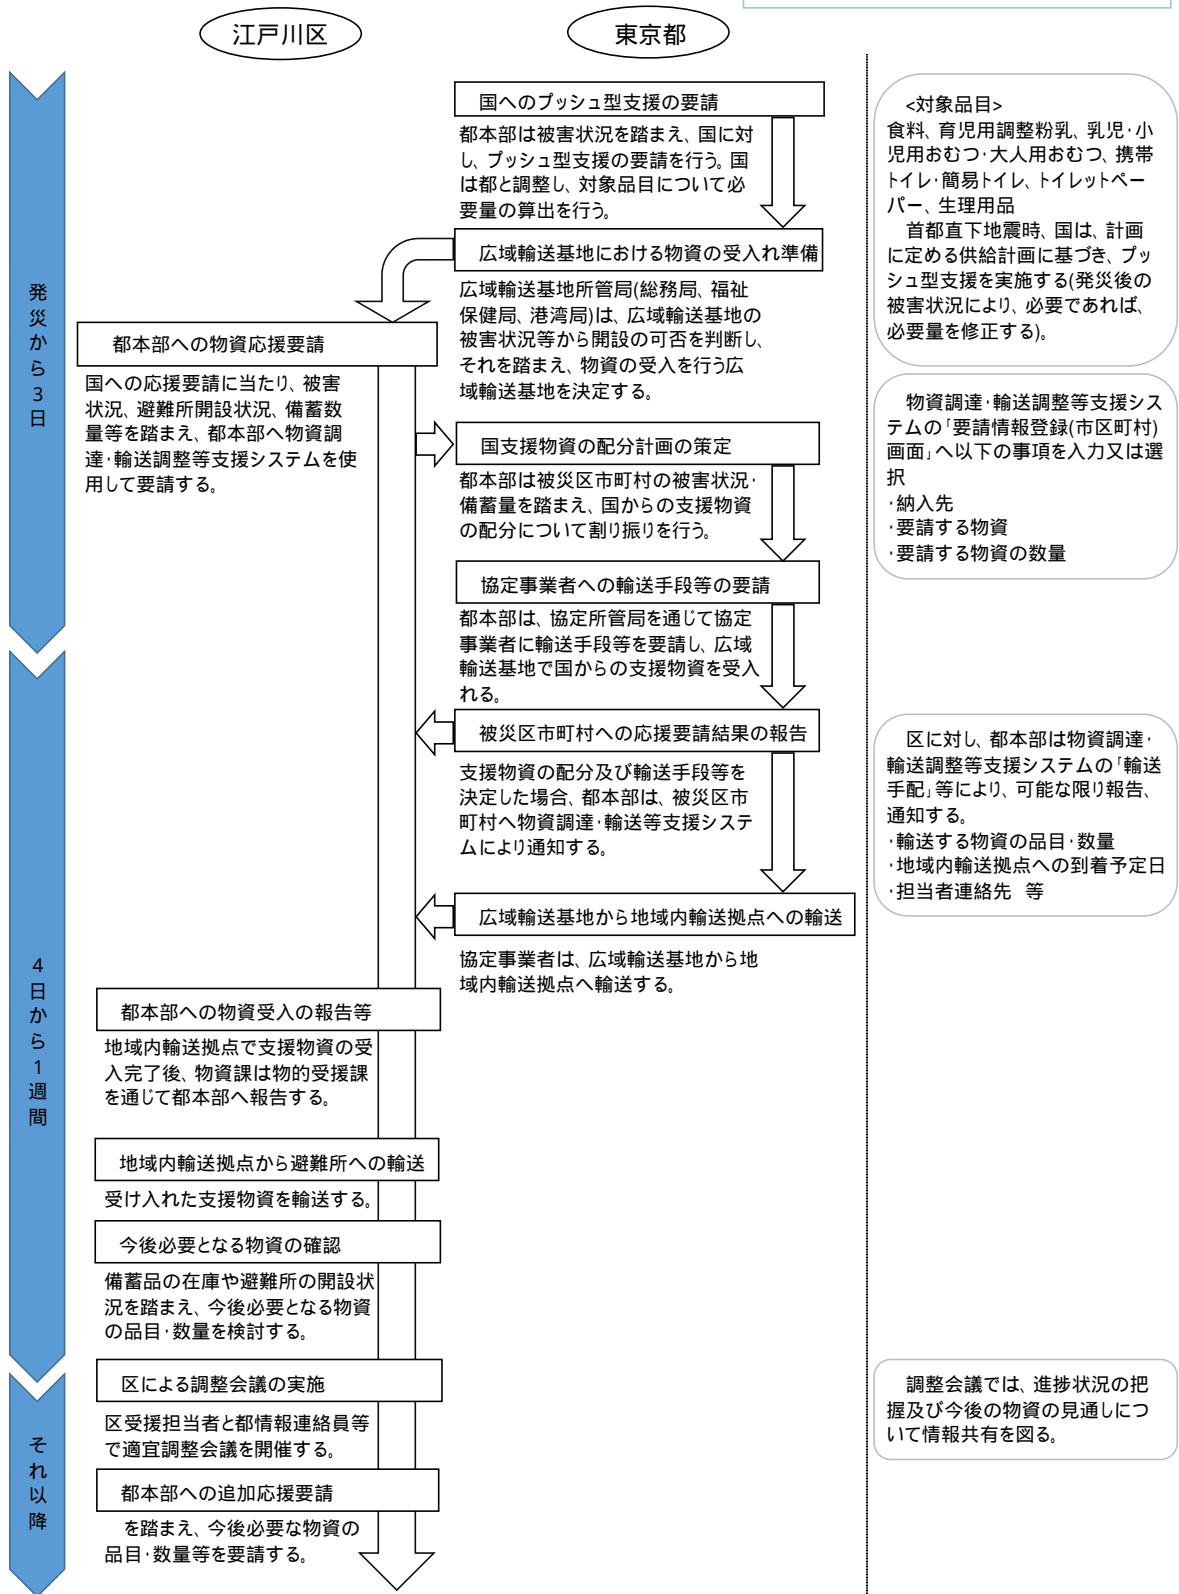 江戸川区
東京都
発災から3日
国へのプッシュ型支援の要請
都本部は被害状況を踏まえ、国に対
し、プッシュ型支援の要請を行う。国
は都と調整し、対象品目について必
要量の算出を行う。
広域輸送基地における物資の受入れ準備
広域輸送基地所管局(総務局、福祉
保健局、港湾局)は、広域輸送基地の
被害状況等から開設の可否を判断し、
それを踏まえ、物資の受入を行う広
域輸送基地を決定する。
都本部への物資応援要請
国への応援要請に当たり、被害
状況、避難所開設状況、備蓄数
量等を踏まえ、都本部へ物資調
達・輸送調整等支援システムを使
用して要請する。
国支援物資の配分計画の策定
都本部は被災区市町村の被害状況・
備蓄量を踏まえ、国からの支援物資
の配分について割り振りを行う。
協定事業者への輸送手段等の要請
都本部は、協定所管局を通じて協定
事業者に輸送手段等を要請し、広域
輸送基地で国からの支援物資を受入
れる。
<対象品目>
食料、育児用調整粉乳、乳児・小
児用おむつ・大人用おむつ、携帯
トイレ・簡易トイレ、トイレットペー
パー、生理用品
首都直下地震時、国は、計画
に定める供給計画に基づき、プッ
シュ型支援を実施する(発災後の
被害状況により、必要であれば、
必要量を修正する)。
物資調達・輸送調整等支援シス
テムの「要請情報登録(市区町村)
画面」へ以下の事項を入力又は選
択
・納入先
・要請する物資
・要請する物資の数量
4日から1週間
被災区市町村への応援要請結果の報告
支援物資の配分及び輸送手段等を
決定した場合、都本部は、被災区市
町村へ物資調達・輸送等支援システ
ムにより通知する。
区に対し、都本部は物資調達・
輸送調整等支援システムの「輸送
手配」等により、可能な限り報告、
通知する。
・輸送する物資の品目・数量
・地域内輸送拠点への到着予定日
・担当者連絡先 等
広域輸送基地から地域内輸送拠点への輸送
協定事業者は、広域輸送基地から地
域内輸送拠点へ輸送する。
都本部への物資受入の報告等
地域内輸送拠点で支援物資の受
入完了後、物資課は物的受援課
を通じて都本部へ報告する。
地域内輸送拠点から避難所への輸送
受け入れた支援物資を輸送する。
今後必要となる物資の確認
備蓄品の在庫や避難所の開設状
況を踏まえ、今後必要となる物資
の品目・数量を検討する。
それ以降
区による調整会議の実施
区受援担当者と都情報連絡員等
で適宜調整会議を開催する。
調整会議では、進捗状況の把
握及び今後の物資の見通しにつ
いて情報共有を図る。
都本部への追加応援要請
を踏まえ、今後必要な物資の
品目・数量等を要請する。